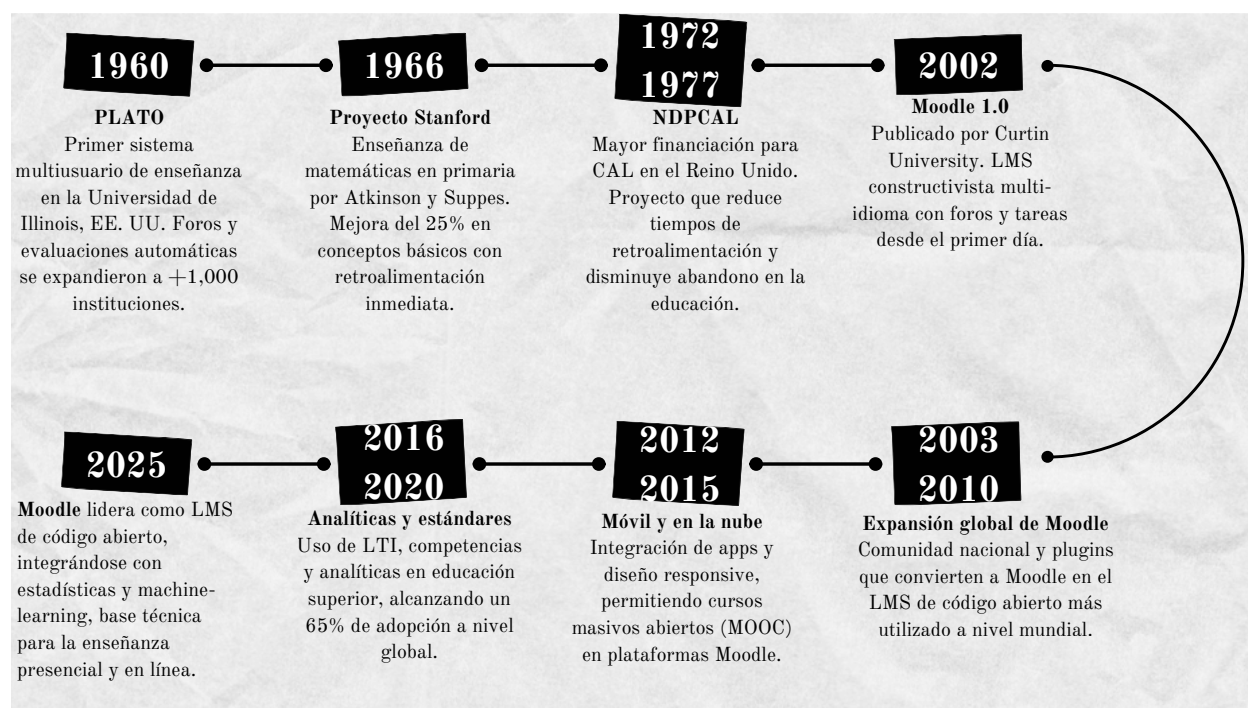 1960
PLATO
Primer sistema
multiusuario de enseñanza
en la Universidad de
Illinois, EE. UU. Foros y
evaluaciones automáticas
se expandieron a +1,000
instituciones.
1966
Proyecto Stanford
Enseñanza de
matemáticas en primaria
por Atkinson y Suppes.
Mejora del 25% en
conceptos básicos con
retroalimentación
inmediata.
1972
1977
NDPCAL
Mayor financiación para
CAL en el Reino Unido.
Proyecto que reduce
tiempos de
retroalimentación y
disminuye abandono en la
educación.
2002
Moodle 1.0
Publicado por Curtin
University. LMS
constructivista multi-
idioma con foros y tareas
desde el primer día.
2003
2010
Expansión global de Moodle
Comunidad nacional y plugins
que convierten a Moodle en el
LMS de código abierto más
utilizado a nivel mundial.
2012
2015
Móvil y en la nube
Integración de apps y
diseño responsive,
permitiendo cursos
masivos abiertos (MOOC)
en plataformas Moodle.
2016
2020
Analíticas y estándares
Uso de LTI, competencias
y analíticas en educación
superior, alcanzando un
65% de adopción a nivel
global.
2025
Moodle lidera como LMS
de código abierto,
integrándose con
estadísticas y machine-
learning, base técnica
para la enseñanza
presencial y en línea.